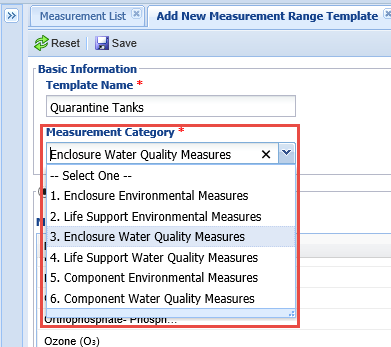 Measurement List
Add New Measurement Range Template
Reset
Save
Basic Information
Template Name *
Quarantine Tanks
Measurement Category *
Enclosure Water Quality Measures
-- Select One --
1. Enclosure Environmental Measures
2. Life Support Environmental Measures
3. Enclosure Water Quality Measures
4. Life Support Water Quality Measures
5. Component Environmental Measures
6. Component Water Quality Measures
Orthophosphate- Phosph...
Ozone (O₃)